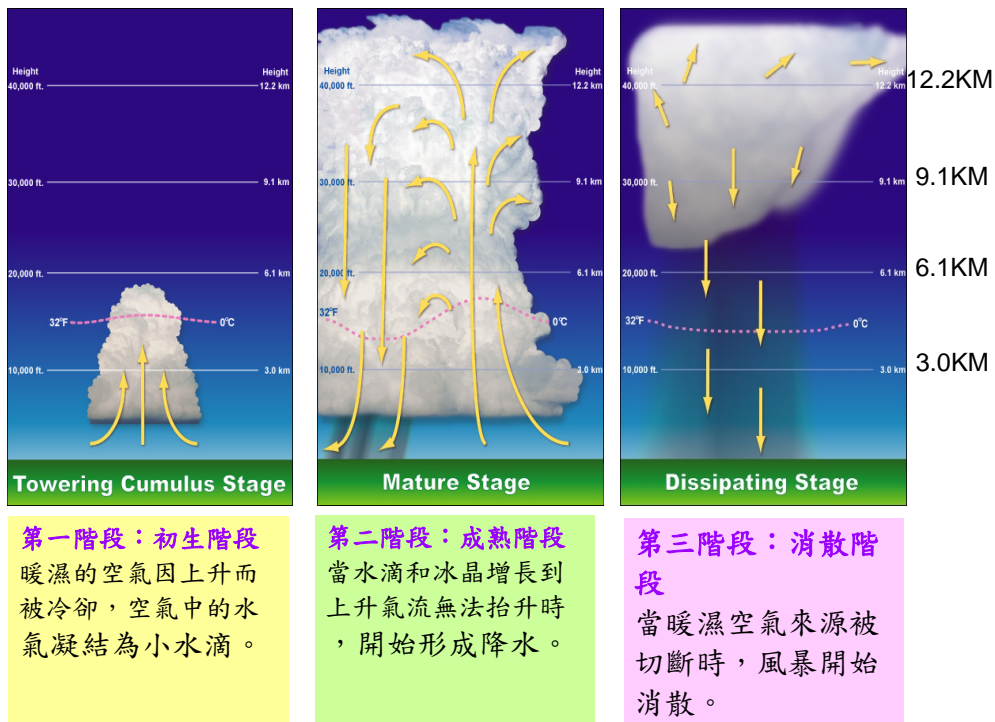 Height Height
40,000 ft. 12.2 km
30,000 ft. 9.1 km
20,000 ft. 6.1 km
32°F 0°C
10,000 ft. 3.0 km
Towering Cumulus Stage
Height Height
40,000 ft. 12.2 km
30,000 ft. 9.1 km
20,000 ft. 6.1 km
32°F 0°C
10,000 ft. 3.0 km
Mature Stage
Height Height
40,000 ft. 12.2 km
30,000 ft. 9.1 km
20,000 ft. 6.1 km
32°F 0°C
10,000 ft. 3.0 km
Dissipating Stage
12.2KM
9.1KM
6.1KM
3.0KM
第一階段：初生階段
暖濕的空氣因上升而
被冷卻，空氣中的水
氣凝結為小水滴。
第二階段：成熟階段
當水滴和冰晶增長到
上升氣流無法抬升時
，開始形成降水。
第三階段：消散階
段
當暖濕空氣來源被
切斷時，風暴開始
消散。